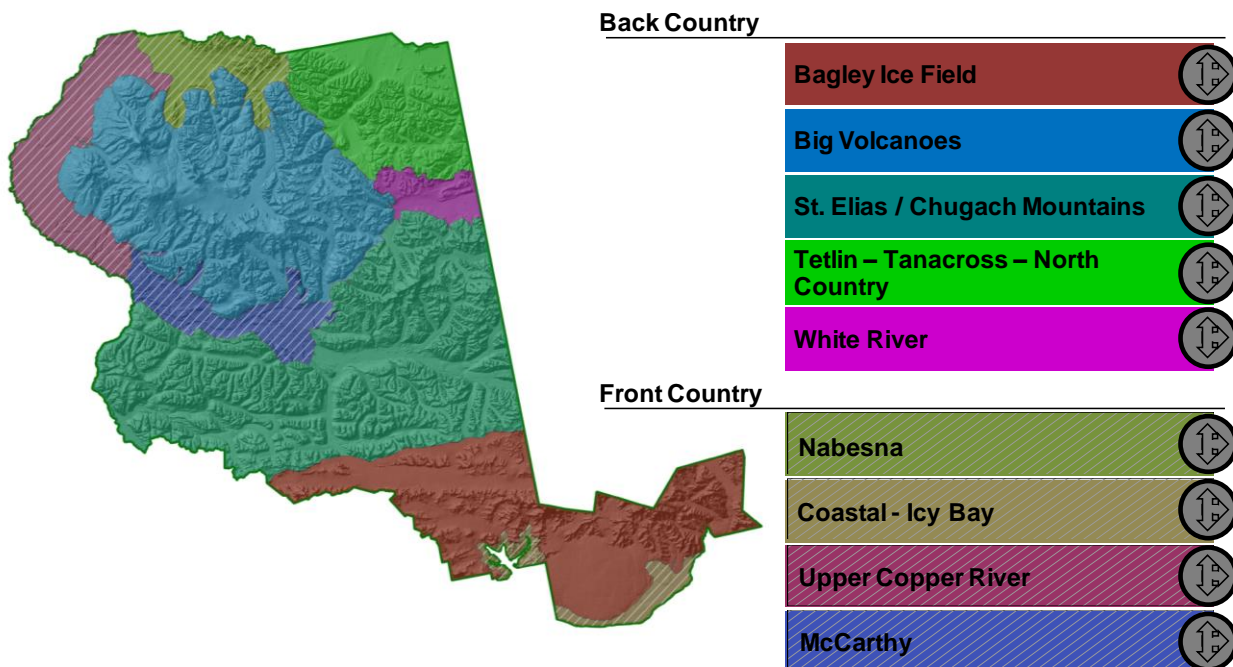 Back Country
Bagley Ice Field
Big Volcanoes
St. Elias / Chugach Mountains
Tetlin – Tanacross – North
Country
White River
Front Country
Nabesna
Coastal - Icy Bay
Upper Copper River
McCarthy